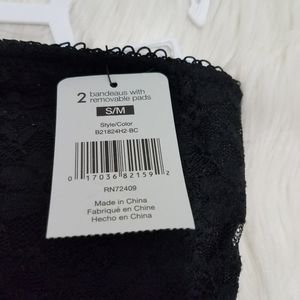 2 bandeaus with
removable pads
S/M
Style/Color
B21824H2-BC
0 17036 82159 2
RN72409
Made in China
Fabriqué en Chine
Hecho en China